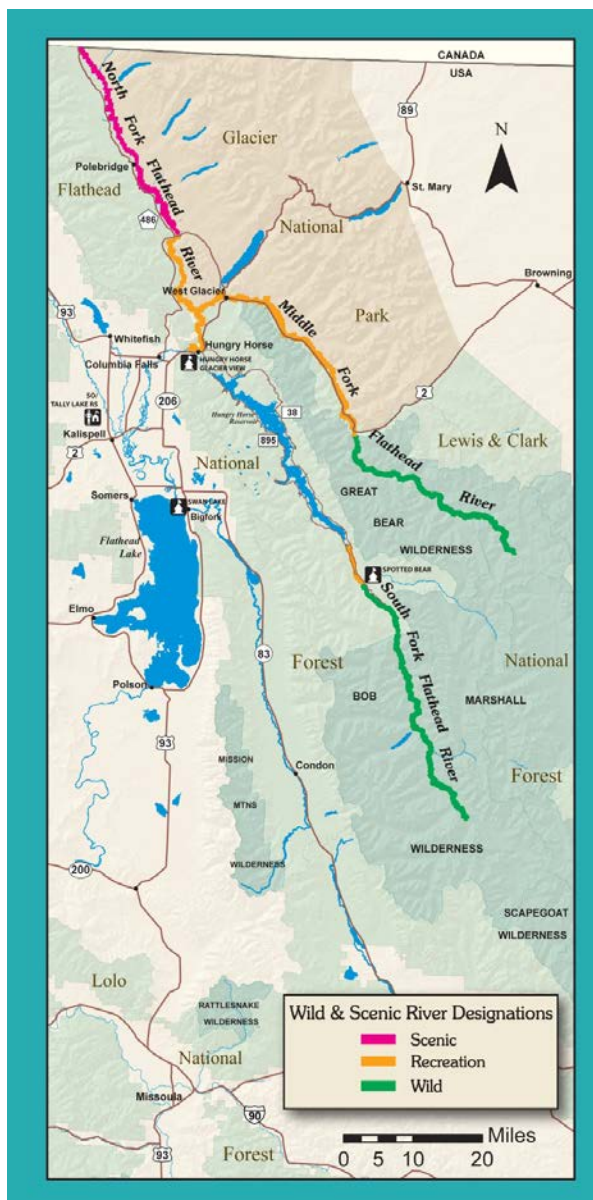 CANADA
USA
89
N
North
Fork
Flathead
River
Glacier
Polebridge
Flathead
486
St. Mary
National
West Glacier
Browning
Middle
Fork
Flathead
River
Park
93
Whitefish
Hungry Horse
HUNGRY HORSE
GLACIER VIEW
Columbia Falls
2
SO/
TALLY LAKE RS
206
38
Hungry Horse
Reservoir
895
Kalispell
2
Lewis & Clark
National
GREAT
BEAR
WILDERNESS
Somers
SWAN LAKE
Bigfork
Flathead
Lake
SPOTTED BEAR
South
Fork
Flathead
River
Elmo
83
Forest
National
Polson
BOB
MARSHALL
93
MISSION
MTNS
WILDERNESS
Condon
Forest
WILDERNESS
200
SCAPEGOAT
WILDERNESS
Lolo
RATTLESNAKE
WILDERNESS
National
Missoula
90
93
Forest
Wild & Scenic River Designations
Scenic
Recreation
Wild
Miles
0 5 10 20